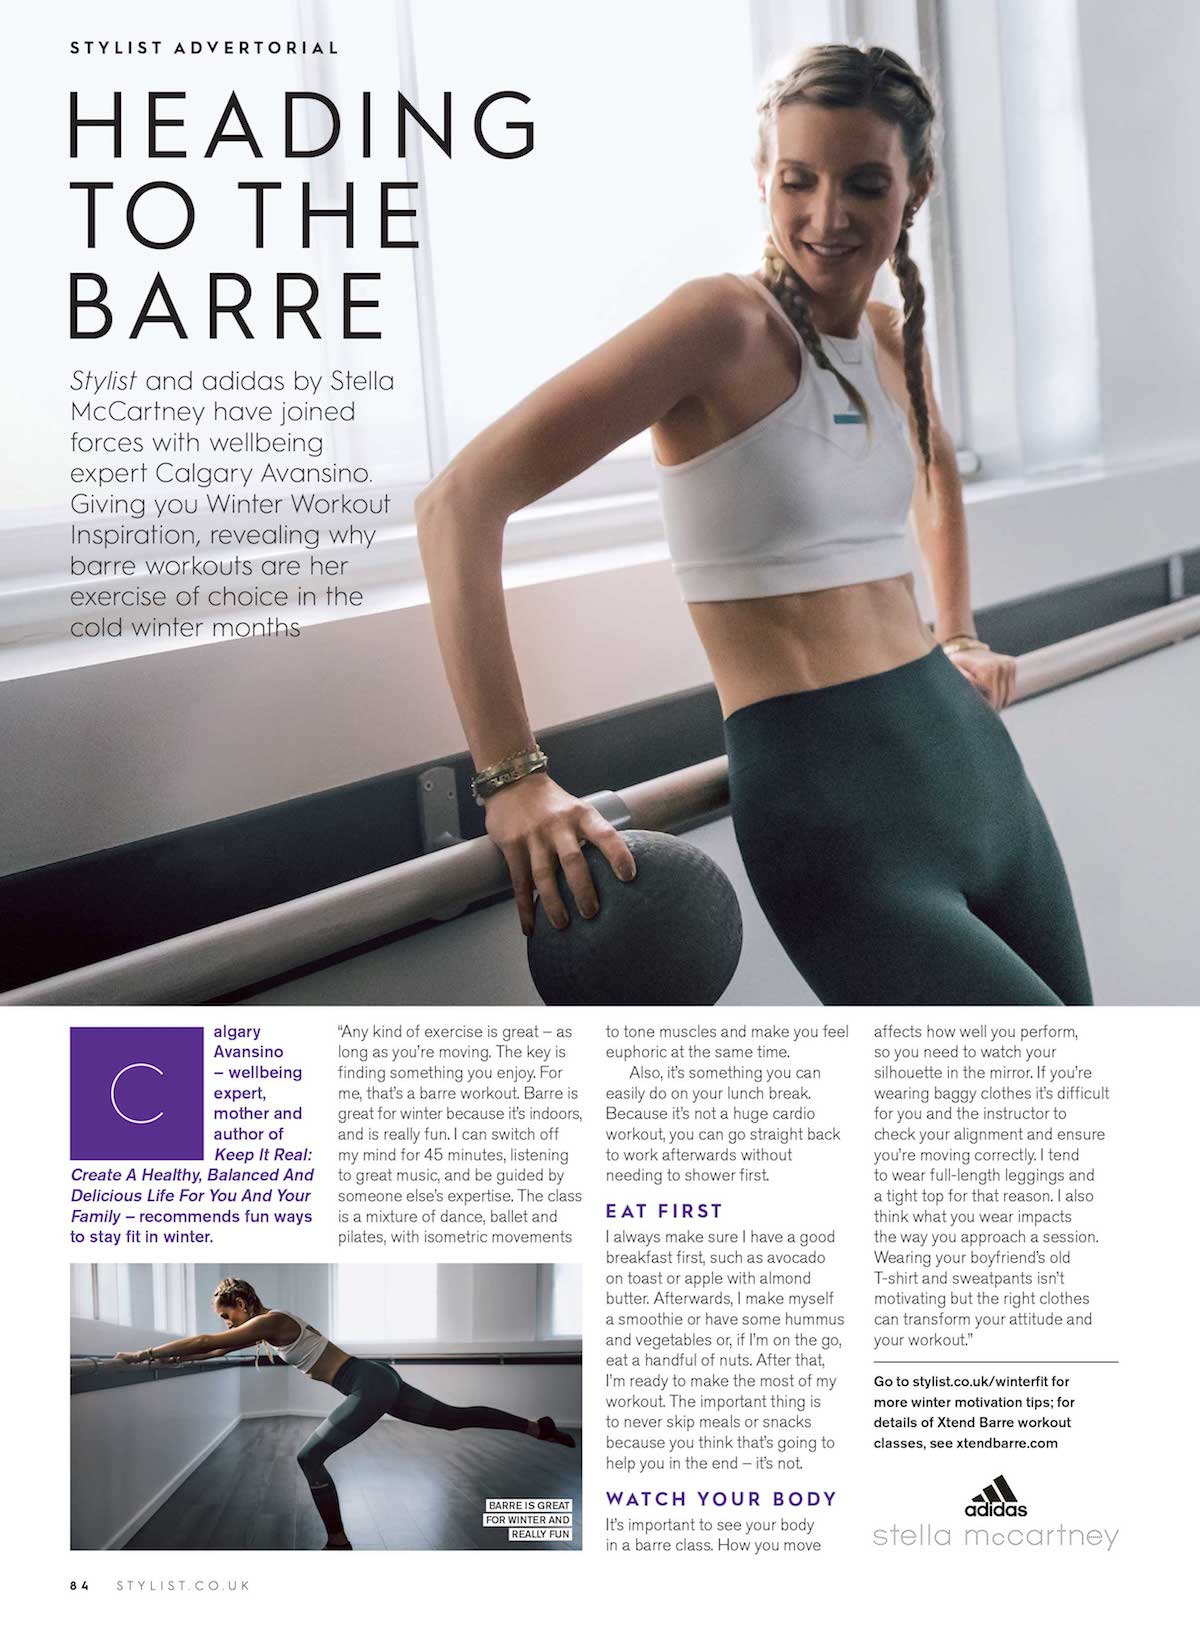 STYLIST ADVERTORIAL
HEADING
TO THE
BARRE
Stylist and adidas by Stella
McCartney have joined
forces with wellbeing
expert Calgary Avansino.
Giving you Winter Workout
Inspiration, revealing why
barre workouts are her
exercise of choice in the
cold winter months
Calgary
Avansino
– wellbeing
expert,
mother and
author of
Keep It Real:
Create A Healthy, Balanced And
Delicious Life For You And Your
Family – recommends fun ways
to stay fit in winter.
“Any kind of exercise is great – as
long as you’re moving. The key is
finding something you enjoy. For
me, that’s a barre workout. Barre is
great for winter because it’s indoors,
and is really fun. I can switch off
my mind for 45 minutes, listening
to great music, and be guided by
someone else’s expertise. The class
is a mixture of dance, ballet and
pilates, with isometric movements
to tone muscles and make you feel
euphoric at the same time.
Also, it’s something you can
easily do on your lunch break.
Because it’s not a huge cardio
workout, you can go straight back
to work afterwards without
needing to shower first.
EAT FIRST
I always make sure I have a good
breakfast first, such as avocado
on toast or apple with almond
butter. Afterwards, I make myself
a smoothie or have some hummus
and vegetables or, if I’m on the go,
eat a handful of nuts. After that,
I’m ready to make the most of my
workout. The important thing is
to never skip meals or snacks
because you think that’s going to
help you in the end – it’s not.
WATCH YOUR BODY
It’s important to see your body
in a barre class. How you move
affects how well you perform,
so you need to watch your
silhouette in the mirror. If you’re
wearing baggy clothes it’s difficult
for you and the instructor to
check your alignment and ensure
you’re moving correctly. I tend
to wear full-length leggings and
a tight top for that reason. I also
think what you wear impacts
the way you approach a session.
Wearing your boyfriend’s old
T-shirt and sweatpants isn’t
motivating but the right clothes
can transform your attitude and
your workout.”
Go to stylist.co.uk/winterfit for
more winter motivation tips; for
details of Xtend Barre workout
classes, see xtendbarre.com
adidas
stella mccartney
BARRE IS GREAT
FOR WINTER AND
REALLY FUN
84 STYLIST.CO.UK